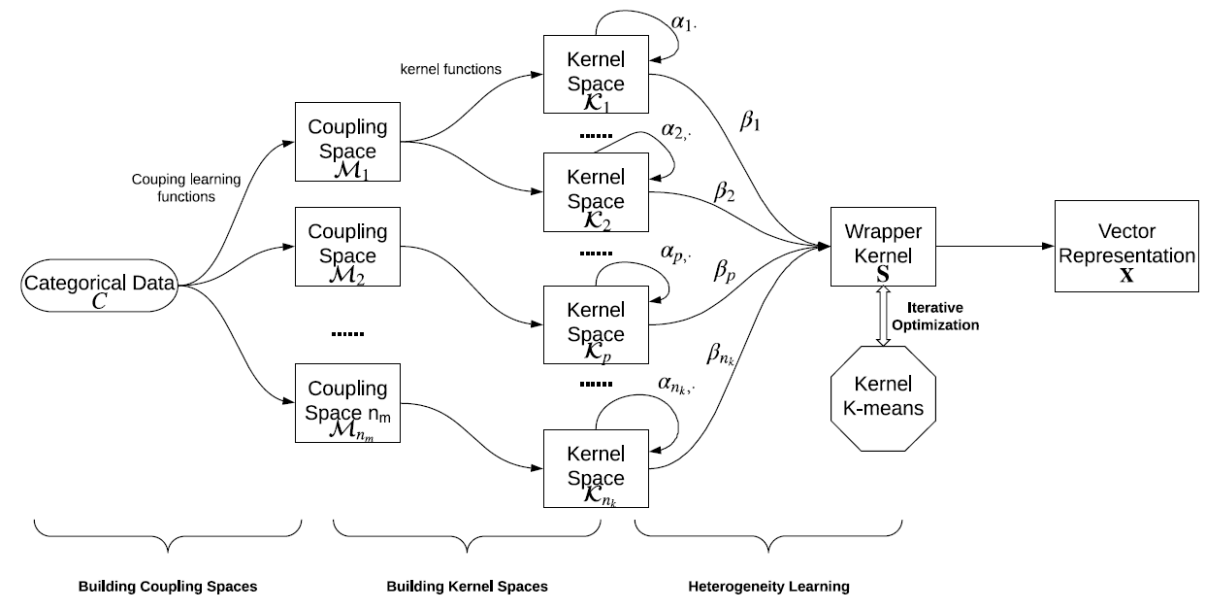 Categorical Data
C
Couping learning
functions
Coupling
Space
ℳ₁
Coupling
Space
ℳ₂
......
Coupling
Space nₘ
ℳₙₘ
kernel functions
Kernel
Space
𝒦₁
α₁.
......
Kernel
Space
𝒦₂
α₂,.
......
Kernel
Space
𝒦ₚ
αₚ,.
......
Kernel
Space
𝒦ₙₖ
αₙₖ,.
β₁
β₂
βₚ
βₙₖ
Wrapper
Kernel
S
Iterative
Optimization
Kernel
K-means
Vector
Representation
X
Building Coupling Spaces
Building Kernel Spaces
Heterogeneity Learning